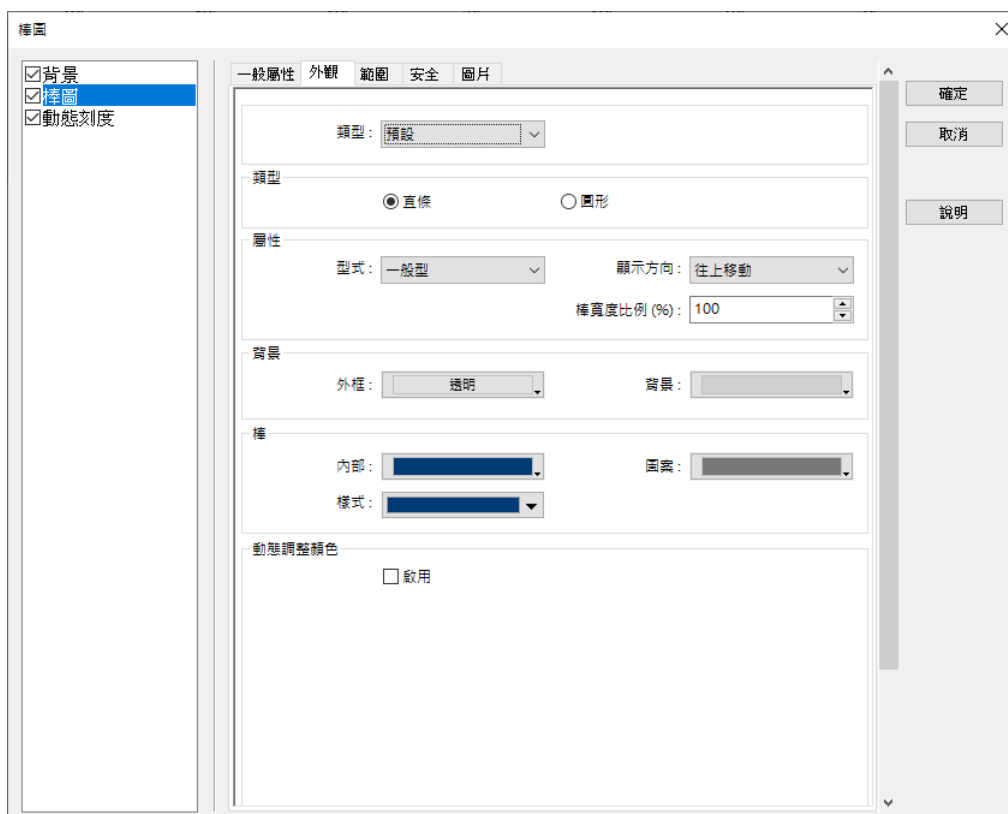 棒圖
背景
棒圖
動態刻度
一般屬性 外觀 範圍 安全 圖片
確定
取消
說明
類型 : 預設
類型
直條 圓形
屬性
型式 : 一般型 顯示方向 : 往上移動
棒寬度比例 (%) : 100
背景
外框 : 透明 背景 :
棒
內部 : 圖案 :
樣式 :
動態調整顏色
啟用